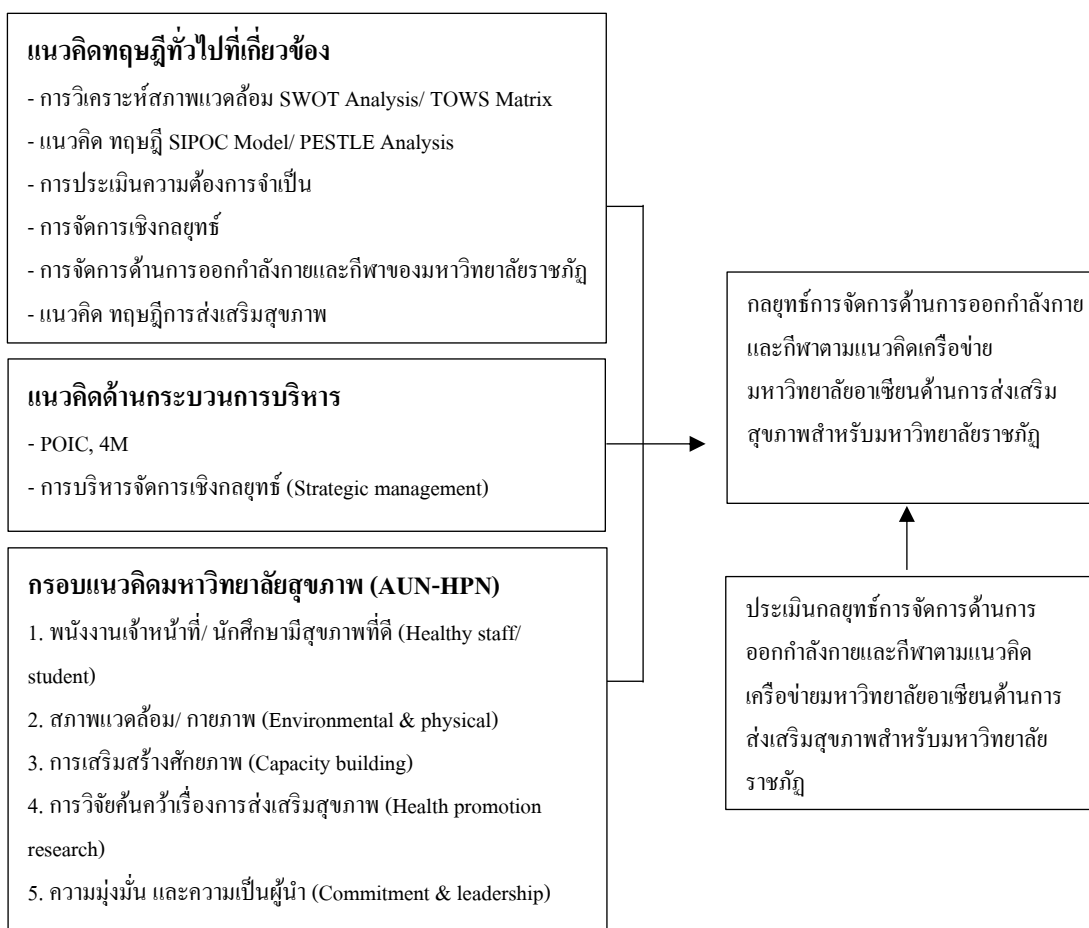 แนวคิดทฤษฎีทั่วไปที่เกี่ยวข้อง
- การวิเคราะห์สภาพแวดล้อม SWOT Analysis/ TOWS Matrix
- แนวคิด ทฤษฎี SIPOC Model/ PESTLE Analysis
- การประเมินความต้องการจำเป็น
- การจัดการเชิงกลยุทธ์
- การจัดการด้านการออกกำลังกายและกีฬาของมหาวิทยาลัยราชภัฏ
- แนวคิด ทฤษฎีการส่งเสริมสุขภาพ
แนวคิดด้านกระบวนการบริหาร
- POIC, 4M
- การบริหารจัดการเชิงกลยุทธ์ (Strategic management)
กรอบแนวคิดมหาวิทยาลัยสุขภาพ (AUN-HPN)
1. พนังงานเจ้าหน้าที่/ นักศึกษามีสุขภาพที่ดี (Healthy staff/
student)
2. สภาพแวดล้อม/ กายภาพ (Environmental & physical)
3. การเสริมสร้างศักยภาพ (Capacity building)
4. การวิจัยค้นคว้าเรื่องการส่งเสริมสุขภาพ (Health promotion
research)
5. ความมุ่งมั่น และความเป็นผู้นำ (Commitment & leadership)
กลยุทธ์การจัดการด้านการออกกำลังกาย
และกีฬาตามแนวคิดเครือข่าย
มหาวิทยาลัยอาเซียนด้านการส่งเสริม
สุขภาพสำหรับมหาวิทยาลัยราชภัฏ
ประเมินกลยุทธ์การจัดการด้านการ
ออกกำลังกายและกีฬาตามแนวคิด
เครือข่ายมหาวิทยาลัยอาเซียนด้านการ
ส่งเสริมสุขภาพสำหรับมหาวิทยาลัย
ราชภัฏ